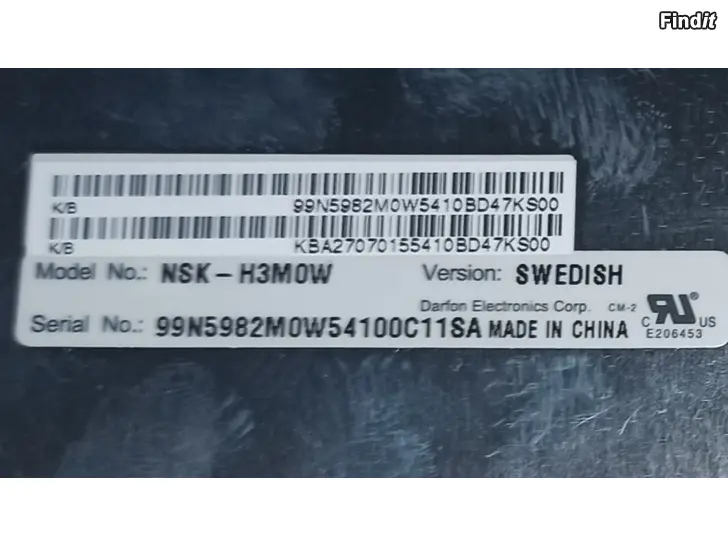 Findit
K/B 99N5982M0W5410BD47KS00
K/B KBA27070155410BD47KS00
Model No.: NSK-H3M0W Version: SWEDISH
Darfon Electronics Corp. CM-2
Serial No.: 99N5982M0W54100C11SA MADE IN CHINA
C RU US
E206453